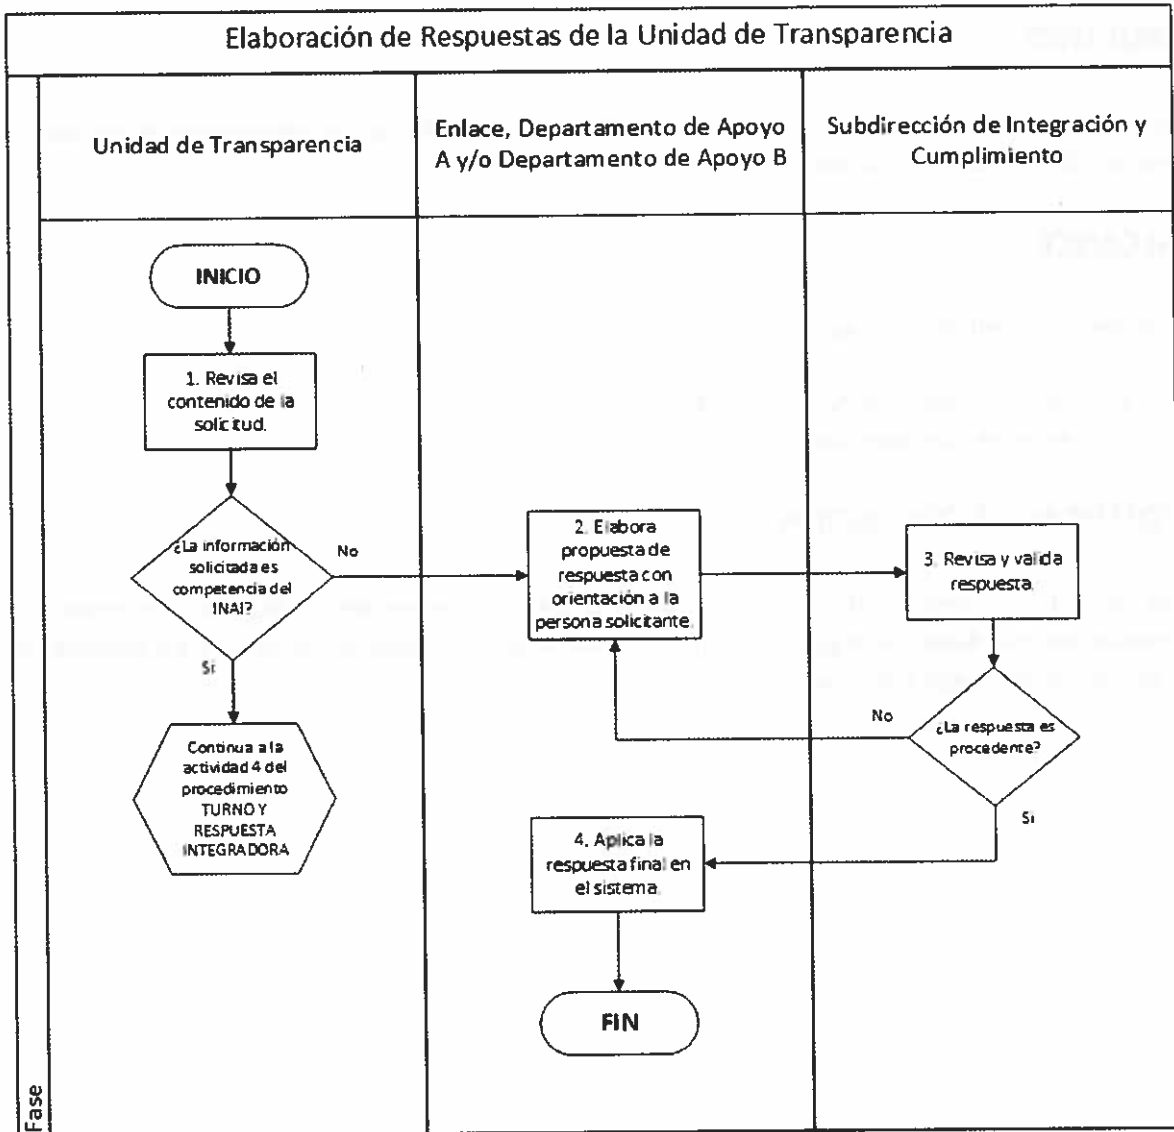 Elaboración de Respuestas de la Unidad de Transparencia
Unidad de Transparencia
Enlace, Departamento de Apoyo
A y/o Departamento de Apoyo B
Subdirección de Integración y
Cumplimiento
INICIO
1. Revisa el
contenido de la
solicitud.
¿La información
solicitada es
competencia del
INAI?
No
Sí
Continua a la
actividad 4 del
procedimiento
TURNO Y
RESPUESTA
INTEGRADORA
2. Elabora
propuesta de
respuesta con
orientación a la
persona solicitante.
3. Revisa y valida
respuesta.
¿La respuesta es
procedente?
No
Si
4. Aplica la
respuesta final en
el sistema.
FIN
Fase